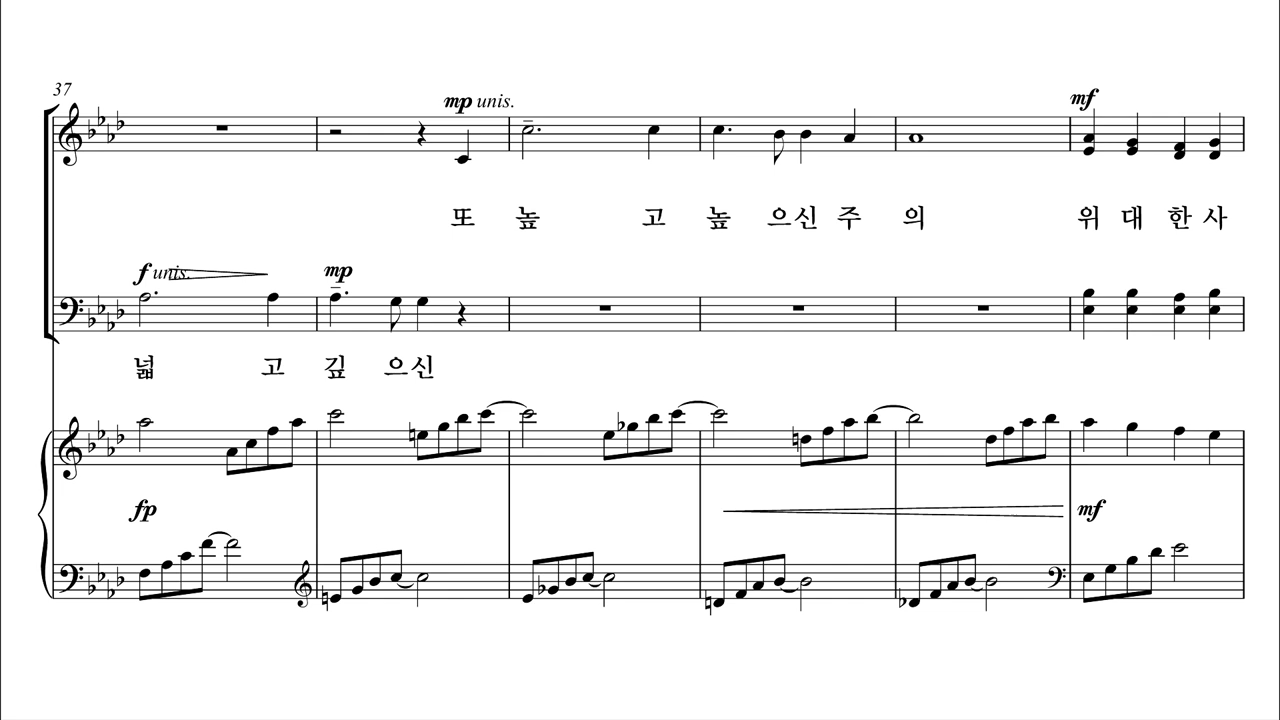 37
mp unis.
mf
또 높 고 높 으신 주 의 위 대 한 사
f unis.
mp
넓 고 깊 으신
fp
mf